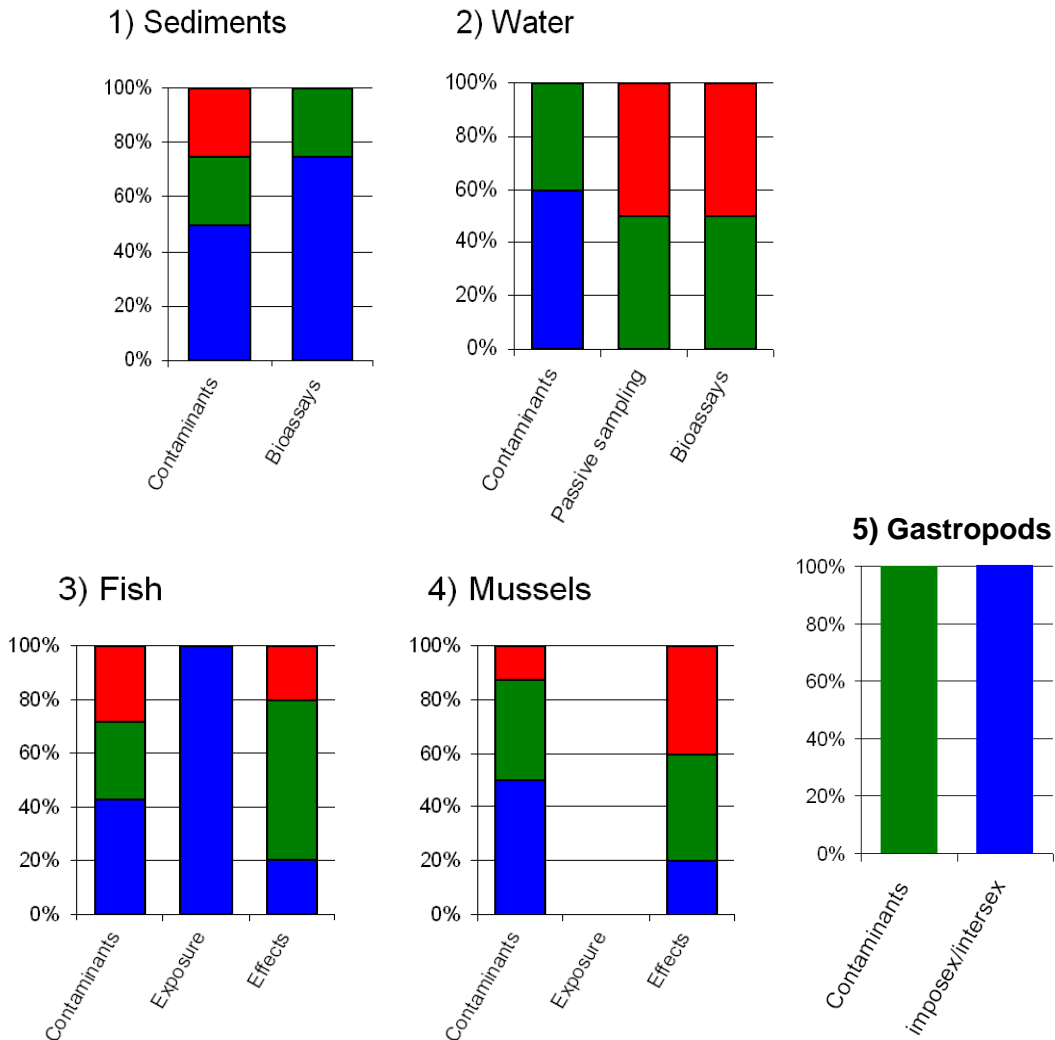 1) Sediments
100%
80%
60%
40%
20%
0%
Contaminants
Bioassays
2) Water
100%
80%
60%
40%
20%
0%
Contaminants
Passive sampling
Bioassays
3) Fish
100%
80%
60%
40%
20%
0%
Contaminants
Exposure
Effects
4) Mussels
100%
80%
60%
40%
20%
0%
Contaminants
Exposure
Effects
5) Gastropods
100%
80%
60%
40%
20%
0%
Contaminants
imposex/intersex